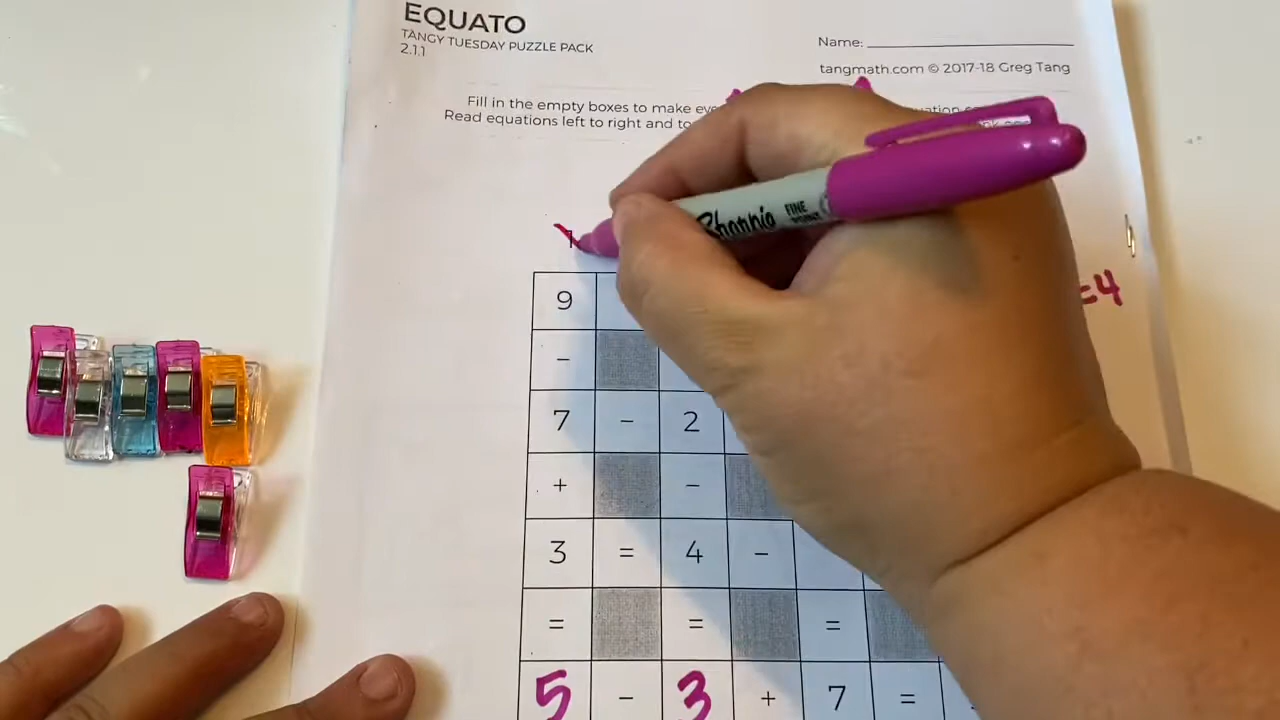 EQUATO
TANGY TUESDAY PUZZLE PACK
2.1.1
Name:
tangmath.com © 2017-18 Greg Tang
Fill in the empty boxes to make
Read equations left to right and
Sharpie FINE POINT
1
=4
9
-
7 - 2
+ -
3 = 4 -
= = =
5 - 3 + 7 =